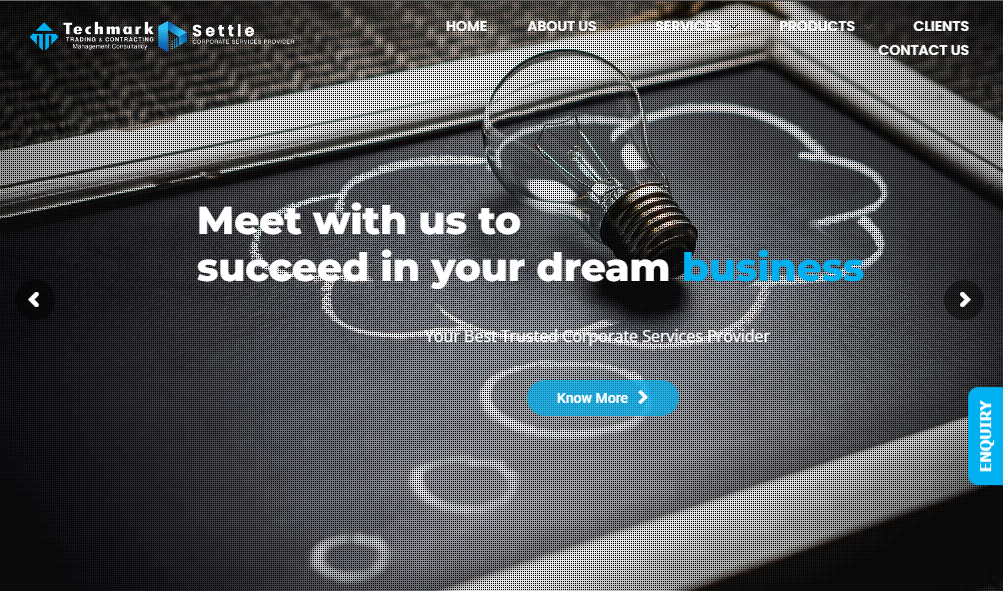 Techmark
TRADING & CONTRACTING
Management Consultancy
Settle
CORPORATE SERVICES PROVIDER
HOME
ABOUT US
SERVICES
PRODUCTS
CLIENTS
CONTACT US
Meet with us to
succeed in your dream business
Your Best Trusted Corporate Services Provider
Know More
ENQUIRY